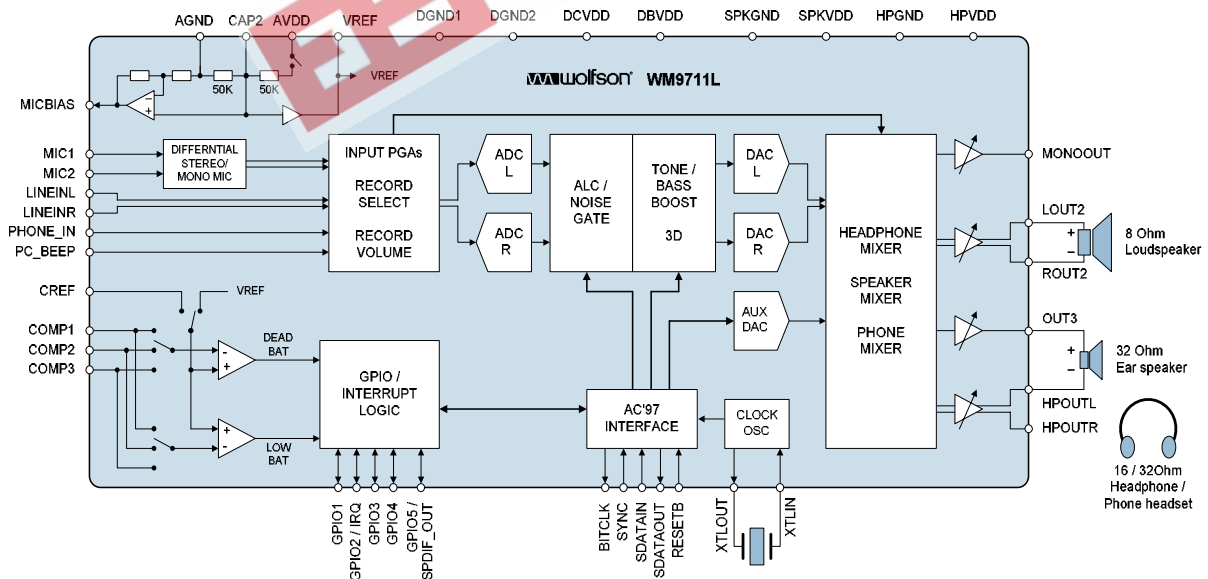 AGND CAP2 AVDD VREF DGND1 DGND2 DCVDD DBVDD SPKGND SPKVDD HPGND HPVDD
50K 50K VREF
wolfson WM9711L
MICBIAS
MIC1
MIC2
LINEINL
LINEINR
PHONE_IN
PC_BEEP
CREF
COMP1
COMP2
COMP3
DIFFERNTIAL
STEREO/
MONO MIC
INPUT PGAs
RECORD
SELECT
RECORD
VOLUME
ADC
L
ADC
R
ALC /
NOISE
GATE
TONE /
BASS
BOOST
3D
DAC
L
DAC
R
AUX
DAC
HEADPHONE
MIXER
SPEAKER
MIXER
PHONE
MIXER
MONOOUT
LOUT2
ROUT2
+
−
8 Ohm
Loudspeaker
OUT3
+
−
32 Ohm
Ear speaker
HPOUTL
HPOUTR
16 / 32Ohm
Headphone /
Phone headset
VREF
-
+
DEAD
BAT
+
-
LOW
BAT
−
+
GPIO /
INTERRUPT
LOGIC
AC'97
INTERFACE
CLOCK
OSC
GPIO1
GPIO2 / IRQ
GPIO3
GPIO4
GPIO5 /
SPDIF_OUT
BITCLK
SYNC
SDATAIN
SDATAOUT
RESETB
XTLOUT
XTLIN